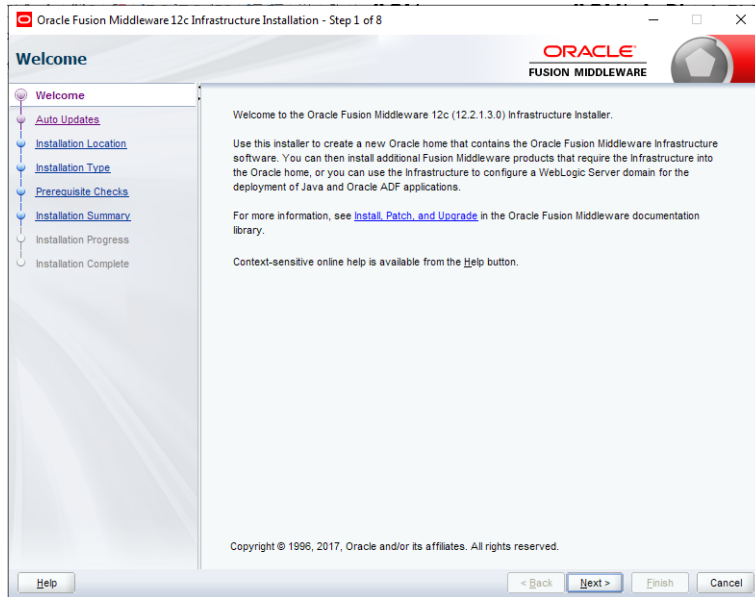 Oracle Fusion Middleware 12c Infrastructure Installation - Step 1 of 8
Welcome
ORACLE
FUSION MIDDLEWARE
Welcome
Auto Updates
Installation Location
Installation Type
Prerequisite Checks
Installation Summary
Installation Progress
Installation Complete
Welcome to the Oracle Fusion Middleware 12c (12.2.1.3.0) Infrastructure Installer.
Use this installer to create a new Oracle home that contains the Oracle Fusion Middleware Infrastructure
software. You can then install additional Fusion Middleware products that require the Infrastructure into
the Oracle home, or you can use the Infrastructure to configure a WebLogic Server domain for the
deployment of Java and Oracle ADF applications.
For more information, see Install, Patch, and Upgrade in the Oracle Fusion Middleware documentation
library.
Context-sensitive online help is available from the Help button.
Copyright © 1996, 2017, Oracle and/or its affiliates. All rights reserved.
Help
< Back
Next >
Finish
Cancel